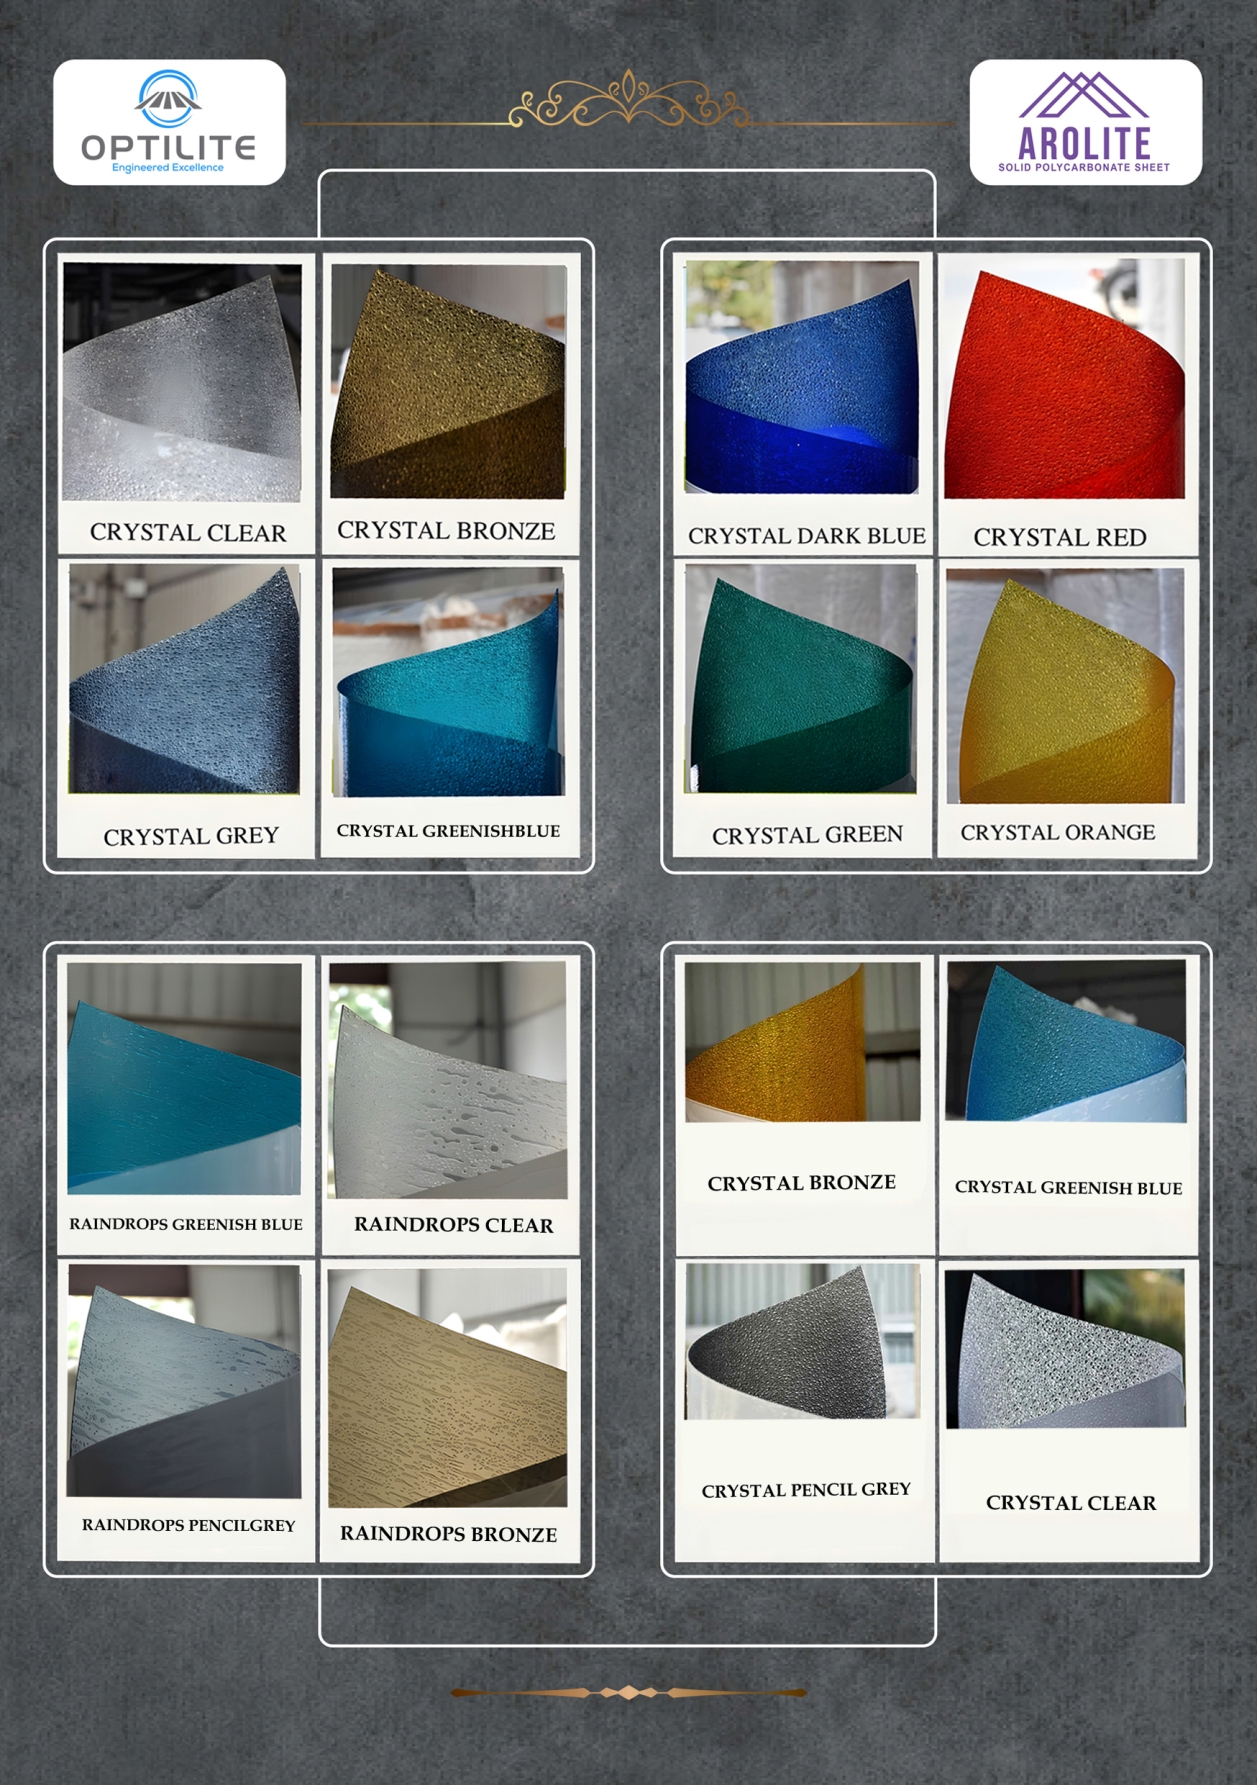 OPTILITE
Engineered Excellence
AROLITE
SOLID POLYCARBONATE SHEET
CRYSTAL CLEAR
CRYSTAL BRONZE
CRYSTAL GREY
CRYSTAL GREENISHBLUE
CRYSTAL DARK BLUE
CRYSTAL RED
CRYSTAL GREEN
CRYSTAL ORANGE
RAINDROPS GREENISH BLUE
RAINDROPS CLEAR
RAINDROPS PENCILGREY
RAINDROPS BRONZE
CRYSTAL BRONZE
CRYSTAL GREENISH BLUE
CRYSTAL PENCIL GREY
CRYSTAL CLEAR